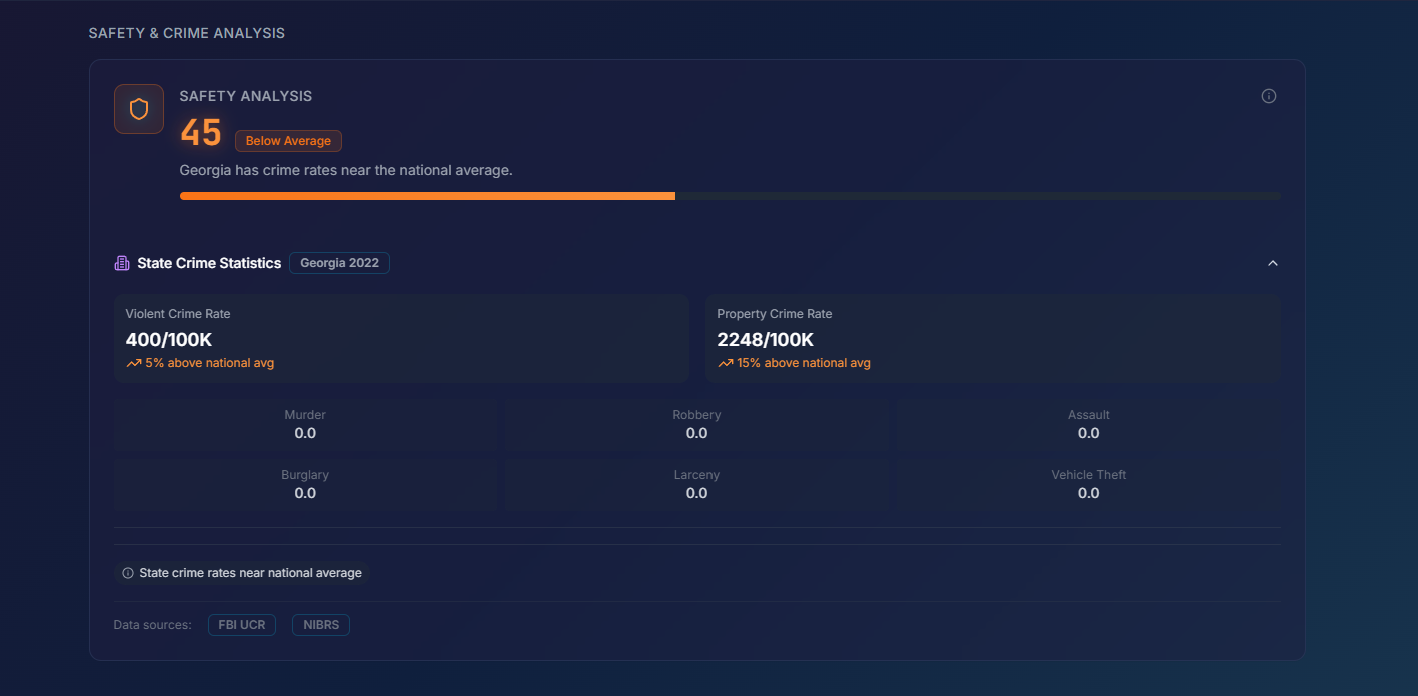 SAFETY & CRIME ANALYSIS
SAFETY ANALYSIS
45 Below Average
Georgia has crime rates near the national average.
State Crime Statistics Georgia 2022
Violent Crime Rate
400/100K
5% above national avg
Property Crime Rate
2248/100K
15% above national avg
Murder
0.0
Robbery
0.0
Assault
0.0
Burglary
0.0
Larceny
0.0
Vehicle Theft
0.0
State crime rates near national average
Data sources: FBI UCR NIBRS